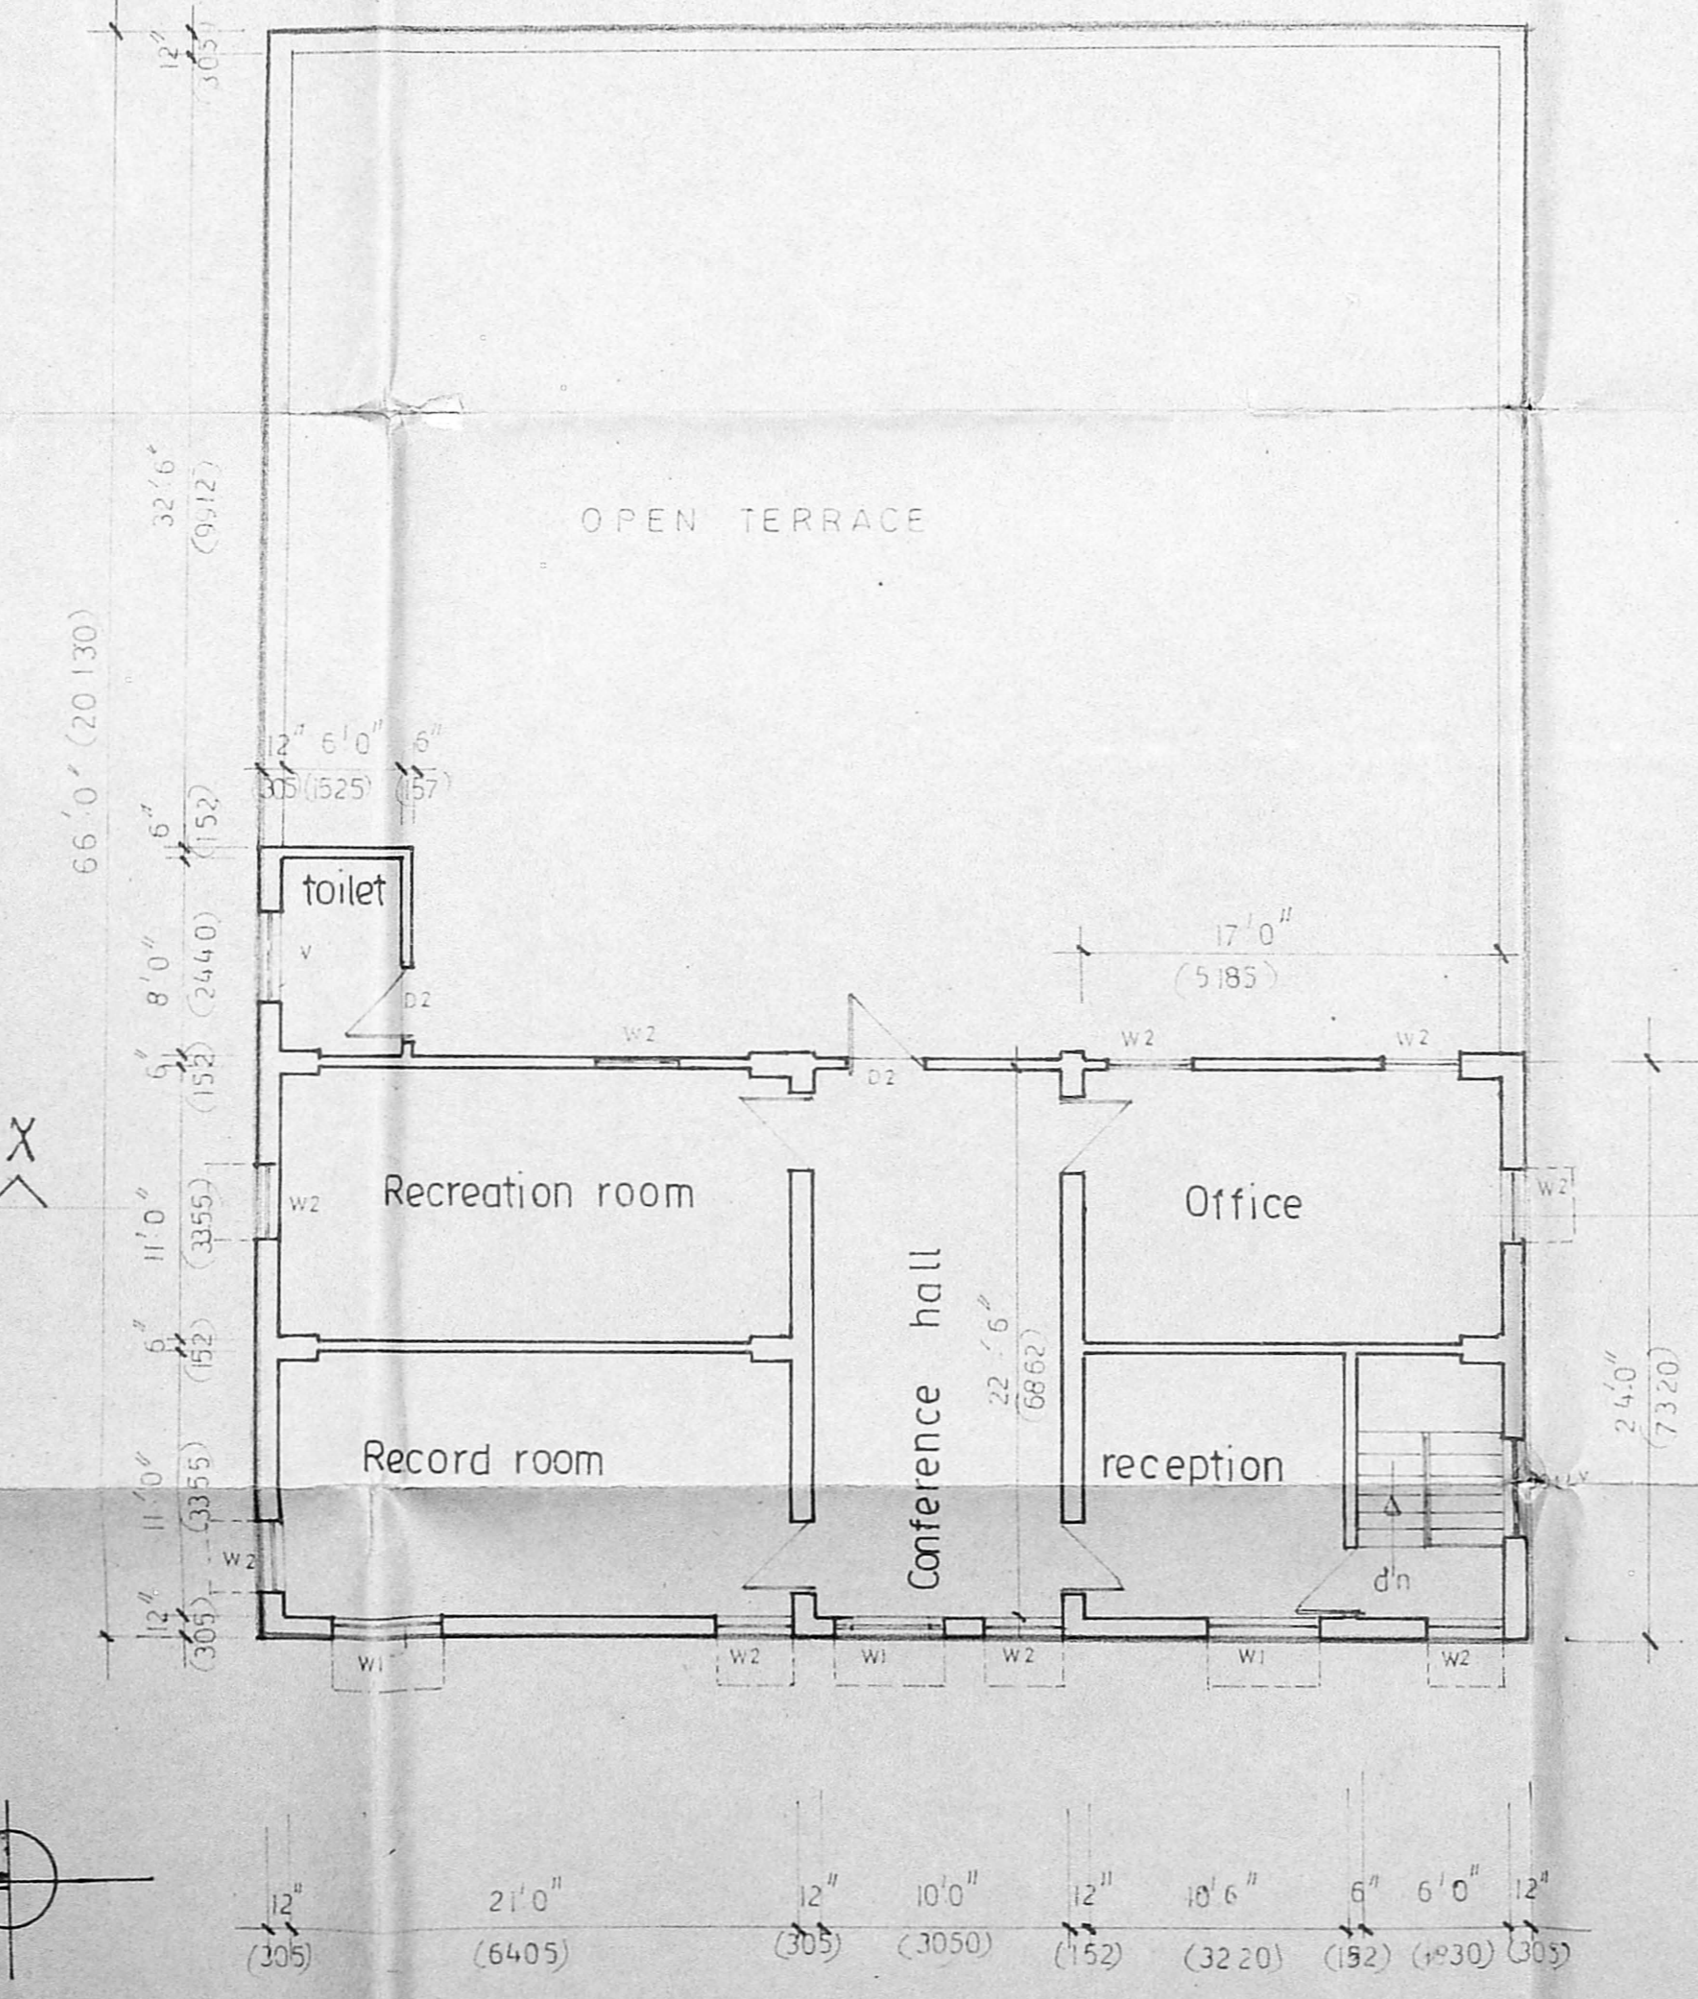 12"
(305)
32'6"
(9912)
OPEN TERRACE
66'0" (20130)
12" 6'0" 6"
(305) (1525) (157)
6"
(152)
toilet
V
8'0"
(2440)
D2
17'0"
(5185)
6"
(152)
W2
D2
W2
W2
X
11'0"
(3355)
W2
Recreation room
Office
W2
6"
(152)
Conference hall
22'6"
(6862)
24'0"
(7320)
11'0"
(3355)
Record room
reception
V
W2
d'n
12"
(305)
W1
W2
W1
W2
W1
W2
12" 21'0" 12" 10'0" 12" 10'6" 6" 6'0" 12"
(305) (6405) (305) (3050) (152) (3220) (152) (1830) (305)